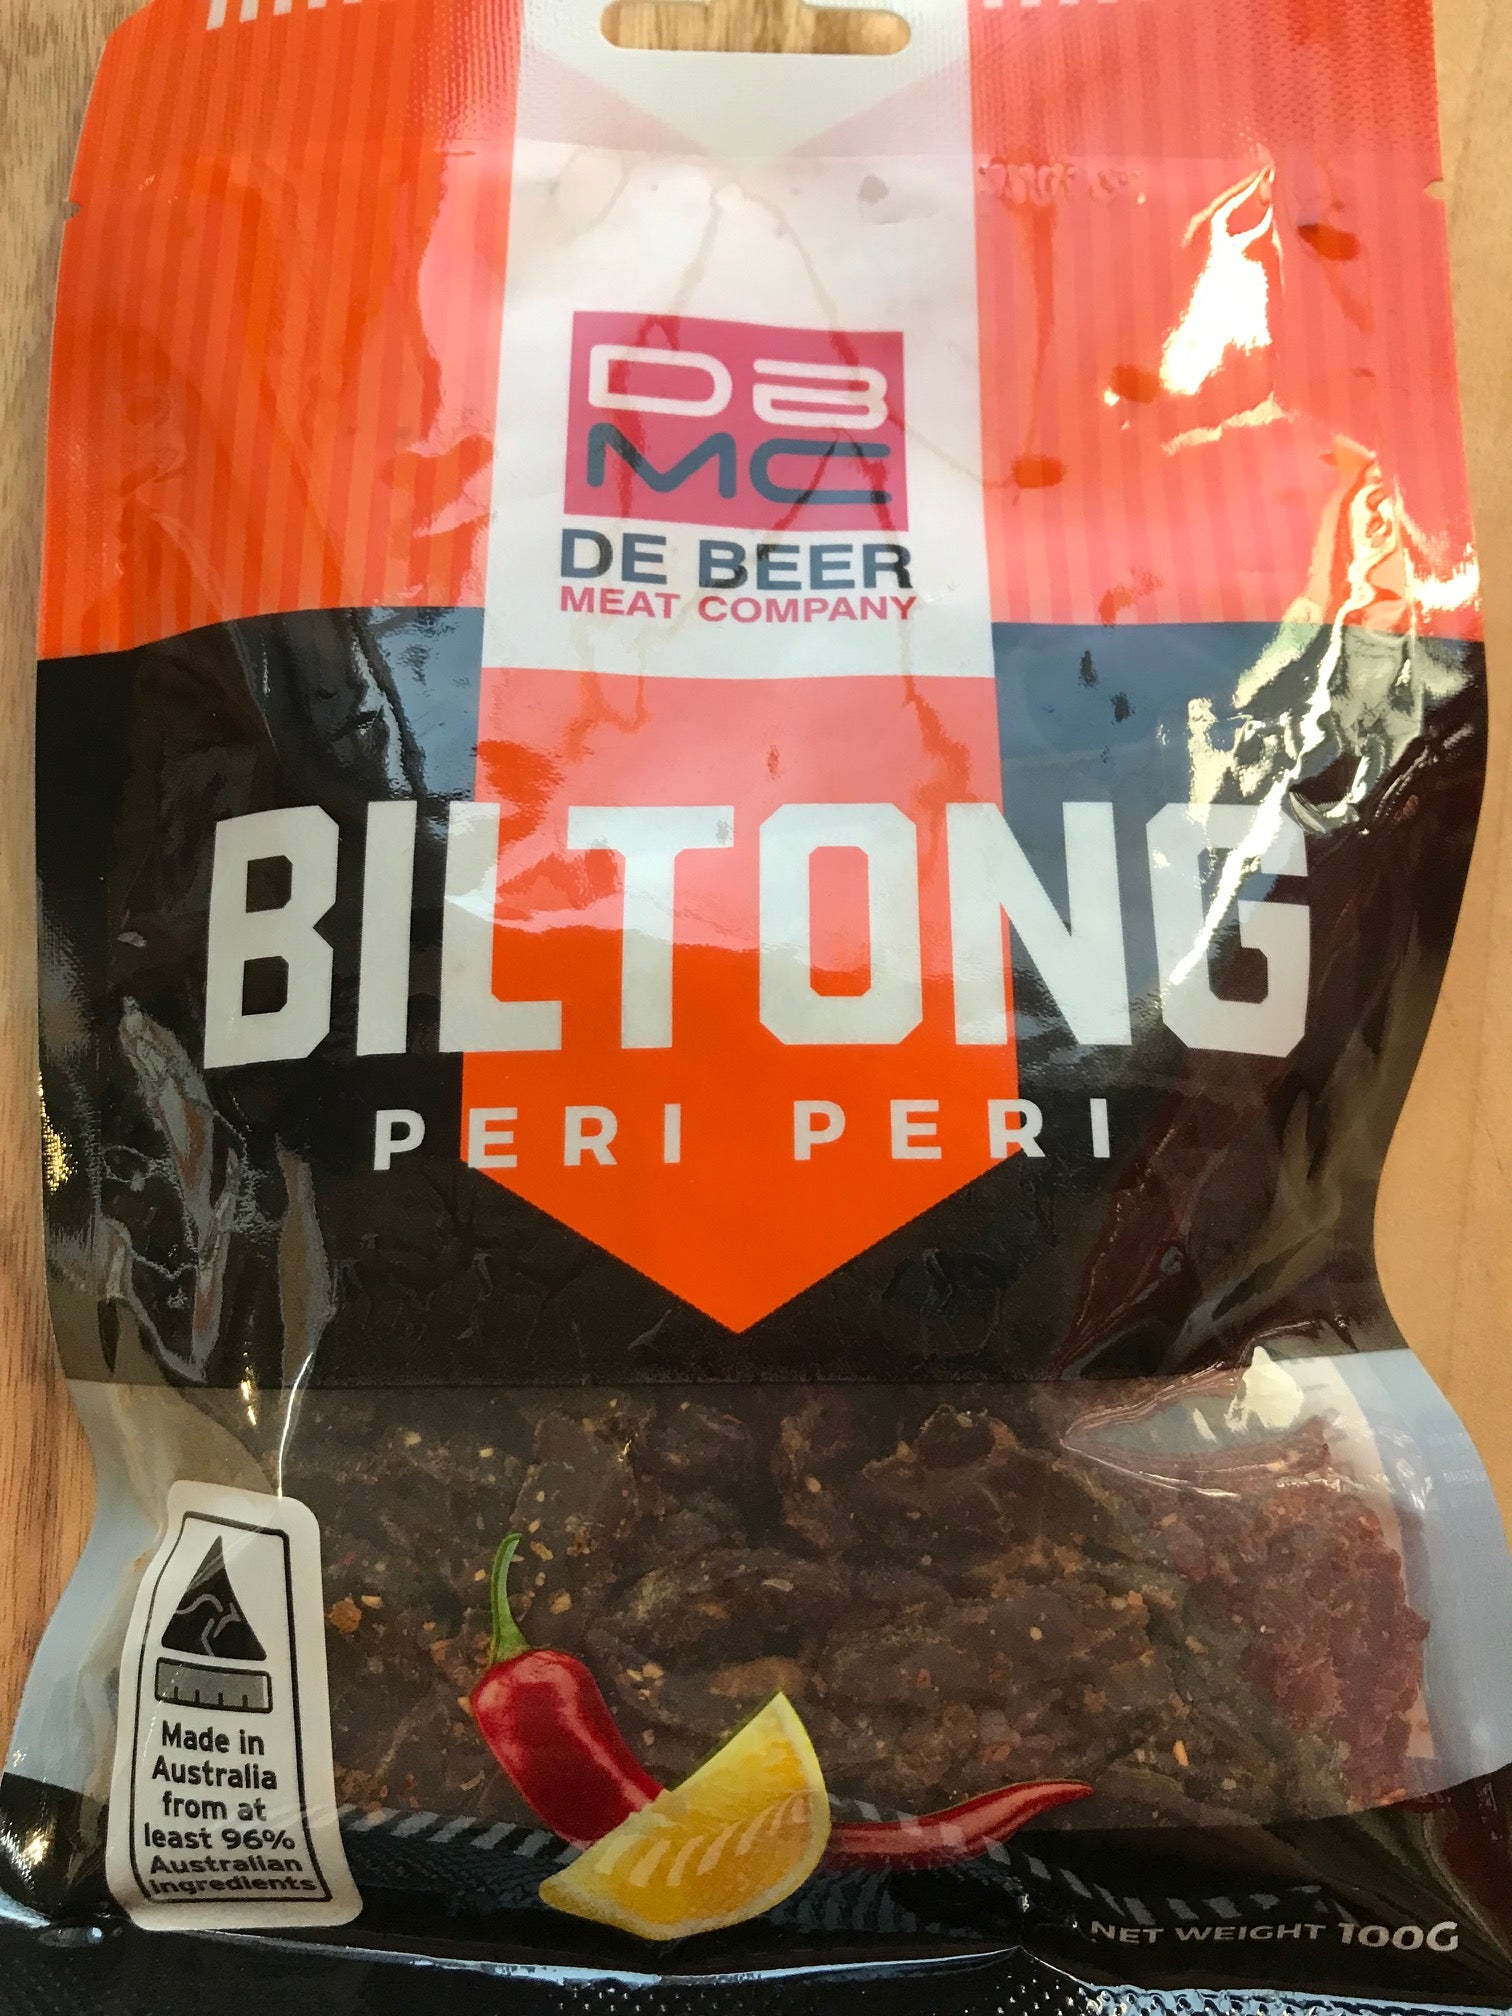 DB
MC
DE BEER
MEAT COMPANY
BILTONG
PERI PERI
Made in
Australia
from at
least 96%
Australian
ingredients
NET WEIGHT 100G